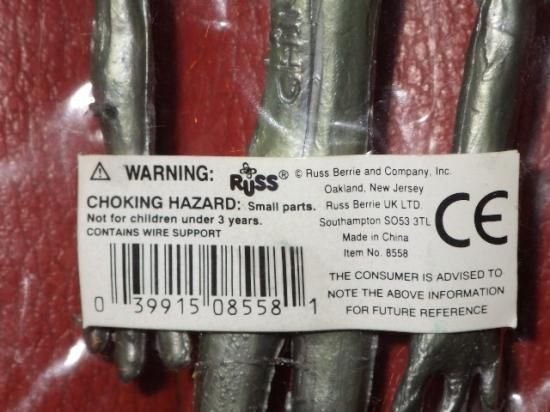 CHIN
⚠ WARNING:
RUSS®
CHOKING HAZARD: Small parts.
Not for children under 3 years.
CONTAINS WIRE SUPPORT
© Russ Berrie and Company, Inc.
Oakland, New Jersey
Russ Berrie UK LTD.
Southampton SO53 3TL
Made in China
Item No. 8558
CE
THE CONSUMER IS ADVISED TO
NOTE THE ABOVE INFORMATION
FOR FUTURE REFERENCE
0 39915 08558 1